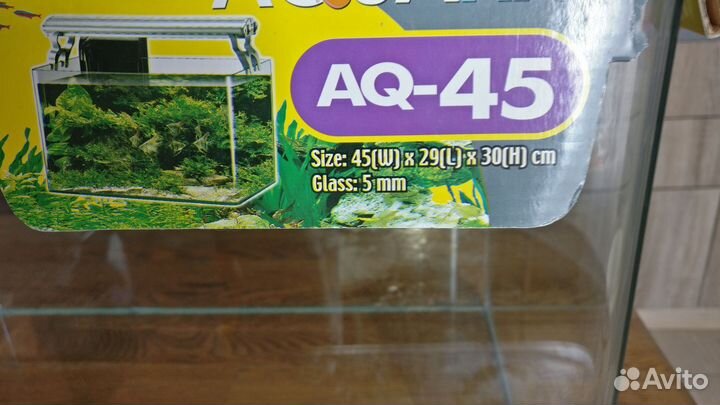 AQ-45
Size: 45(W) x 29(L) x 30(H) cm
Glass: 5 mm
Avito